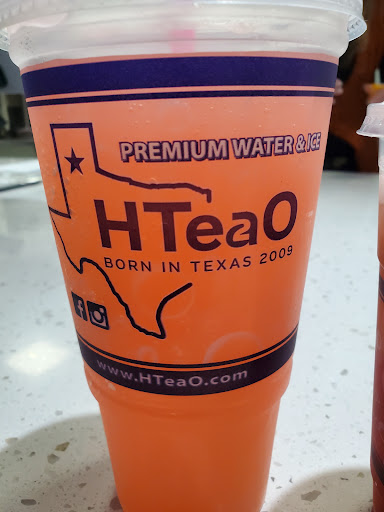 PREMIUM WATER & ICE
HTeaO
BORN IN TEXAS 2009
f
www.HTeaO.com